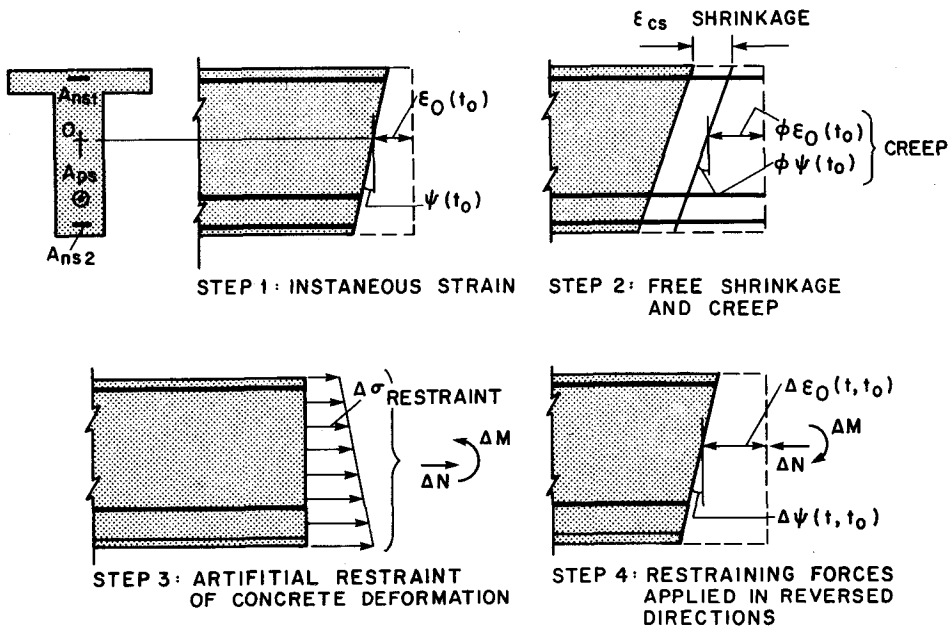 ε_cs SHRINKAGE
A_ns1
O
A_ps
A_ns2
ε_O(t_o)
ψ(t_o)
φε_O(t_o)
φψ(t_o)
CREEP
STEP 1: INSTANEOUS STRAIN
STEP 2: FREE SHRINKAGE
AND CREEP
Δσ RESTRAINT
ΔM
ΔN
Δε_O(t, t_o)
ΔM
ΔN
Δψ(t, t_o)
STEP 3: ARTIFITIAL RESTRAINT
OF CONCRETE DEFORMATION
STEP 4: RESTRAINING FORCES
APPLIED IN REVERSED
DIRECTIONS